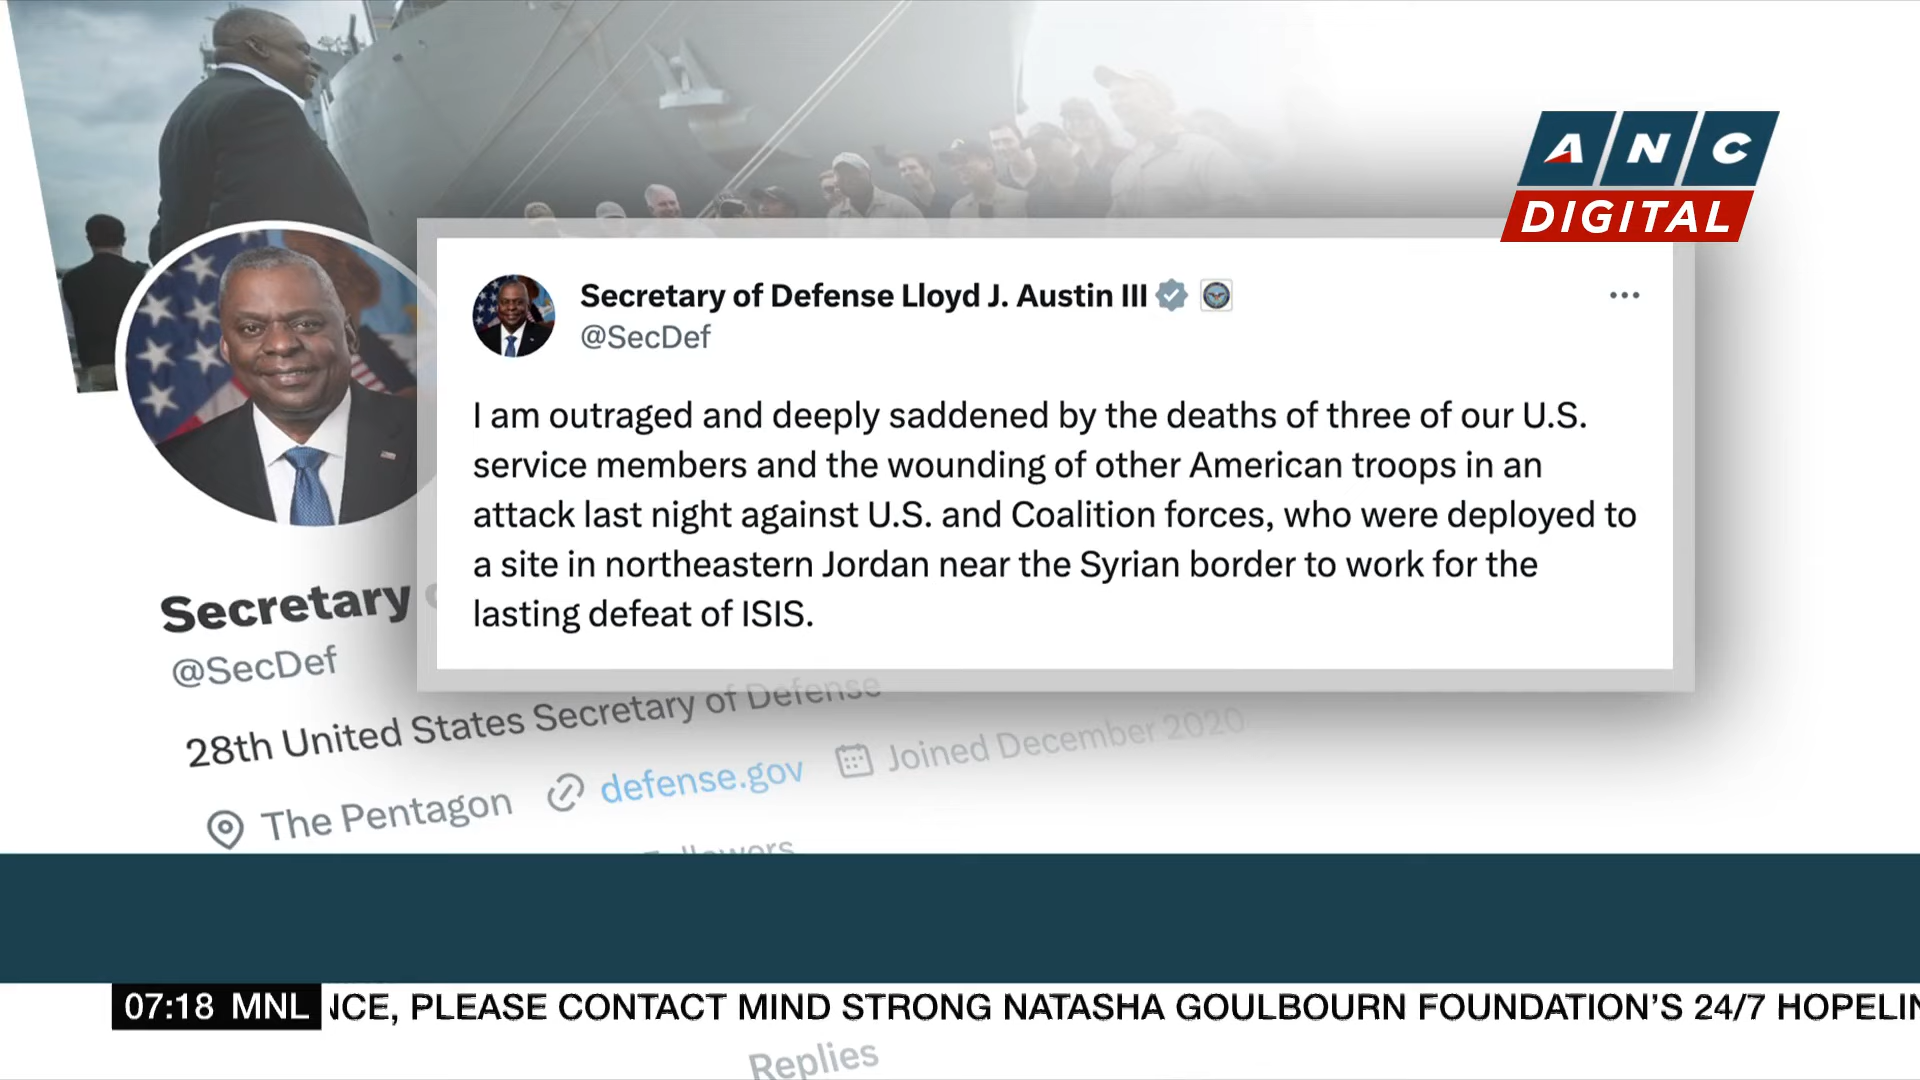 ANC
DIGITAL
Secretary of Defense Lloyd J. Austin III
@SecDef
I am outraged and deeply saddened by the deaths of three of our U.S.
service members and the wounding of other American troops in an
attack last night against U.S. and Coalition forces, who were deployed to
a site in northeastern Jordan near the Syrian border to work for the
lasting defeat of ISIS.
Secretary
@SecDef
28th United States Secretary of Defense
The Pentagon defense.gov Joined December 2020
Followers
07:18 MNL NCE, PLEASE CONTACT MIND STRONG NATASHA GOULBOURN FOUNDATION'S 24/7 HOPELIN
Replies